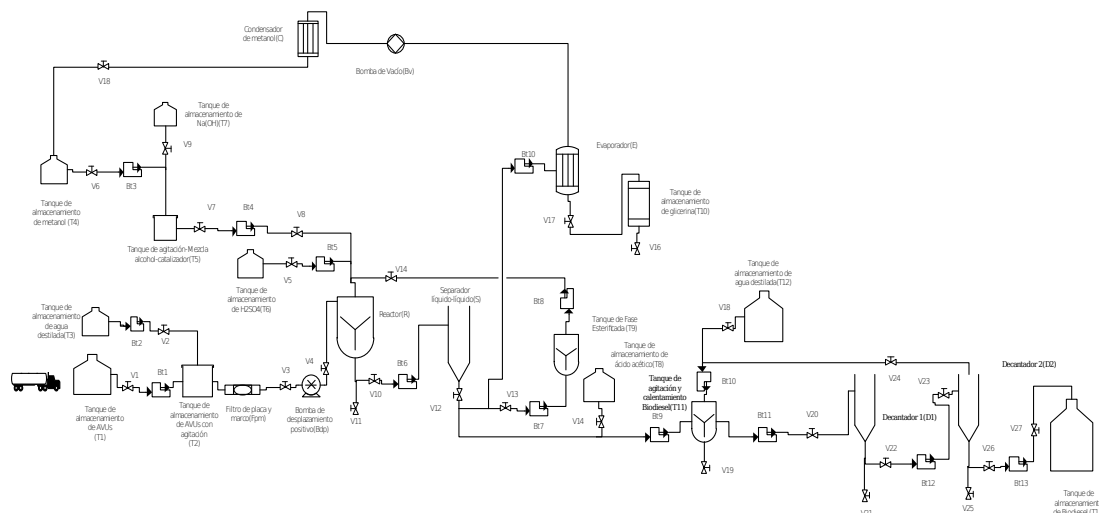 Condensador
de metanol(C)
Bomba de Vacío(Bv)
V18
Tanque de
almacenamiento de
Na(OH)(T7)
V9
Evaporador(E)
Bt10
V6
Bt3
Tanque de
almacenamiento
de metanol (T4)
Tanque de
almacenamiento
de glicerina(T10)
V17
V16
V7
Bt4
V8
Tanque de agitación-Mezcla
alcohol-catalizador(T5)
Bt5
V5
Tanque de
almacenamiento
de H2SO4(T6)
V14
Separador
líquido-líquido(S)
Reactor(R)
Bt8
Tanque de Fase
Esterificada (T9)
Tanque de
almacenamiento de
agua destilada(T12)
V18
Tanque de
almacenamiento
de agua
destilada(T3)
Bt2
V2
V1
Bt1
Tanque de
almacenamiento
de AVUs
(T1)
Tanque de
almacenamiento
de AVUs con
agitación
(T2)
Filtro de placa y
marco(Fpm)
V3
V4
Bomba de
desplazamiento
positivo(Bdp)
V11
V10
Bt6
V12
V13
Bt7
Tanque de
almacenamiento de
ácido acético(T8)
V14
Tanque de
agitación y
calentamiento
Biodiesel(T11)
Bt10
Bt9
V19
Bt11
V20
V24
V23
Decantador 1(D1)
Decantador 2(D2)
V22
Bt12
V21
V26
V25
Bt13
V27
Tanque de
almacenamiento